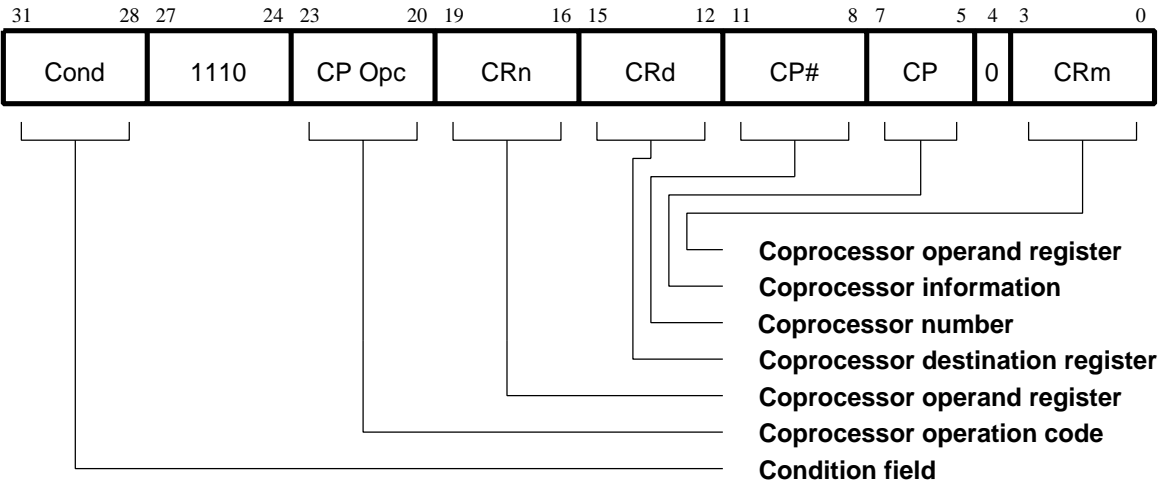 31 28 27 24 23 20 19 16 15 12 11 8 7 5 4 3 0
Cond 1110 CP Opc CRn CRd CP# CP 0 CRm
Coprocessor operand register
Coprocessor information
Coprocessor number
Coprocessor destination register
Coprocessor operand register
Coprocessor operation code
Condition field